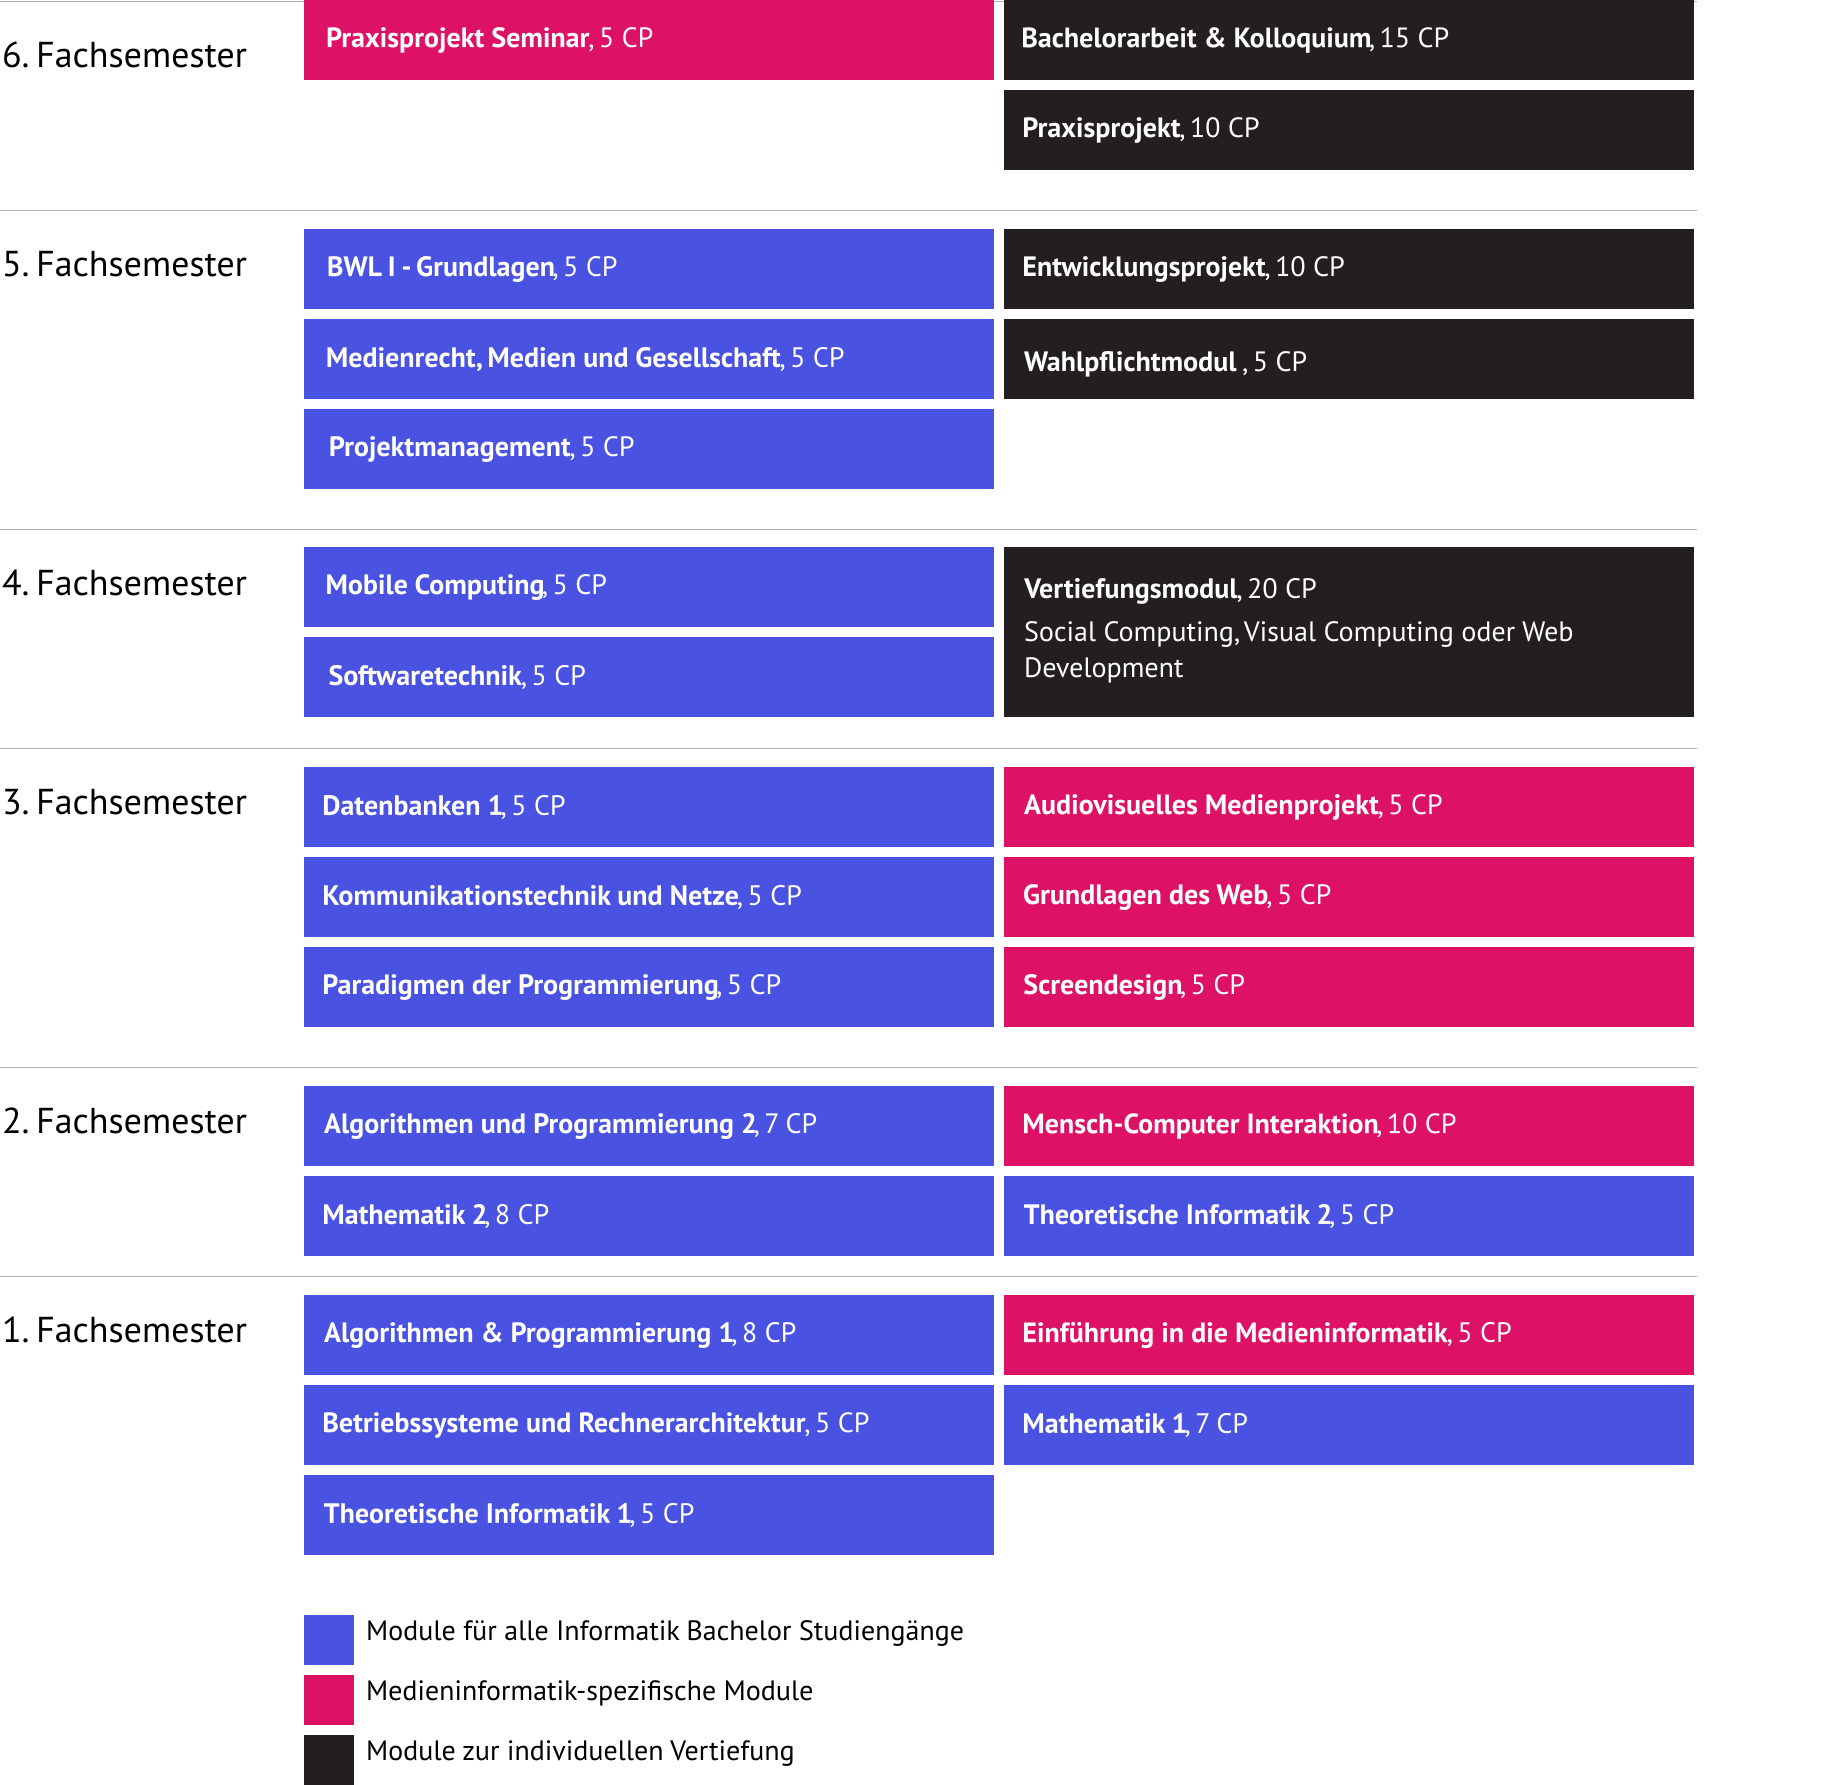 6. Fachsemester
Praxisprojekt Seminar, 5 CP
Bachelorarbeit & Kolloquium, 15 CP
Praxisprojekt, 10 CP
5. Fachsemester
BWL I - Grundlagen, 5 CP
Entwicklungsprojekt, 10 CP
Medienrecht, Medien und Gesellschaft, 5 CP
Wahlpflichtmodul , 5 CP
Projektmanagement, 5 CP
4. Fachsemester
Mobile Computing, 5 CP
Softwaretechnik, 5 CP
Vertiefungsmodul, 20 CP
Social Computing, Visual Computing oder Web
Development
3. Fachsemester
Datenbanken 1, 5 CP
Audiovisuelles Medienprojekt, 5 CP
Kommunikationstechnik und Netze, 5 CP
Grundlagen des Web, 5 CP
Paradigmen der Programmierung, 5 CP
Screendesign, 5 CP
2. Fachsemester
Algorithmen und Programmierung 2, 7 CP
Mensch-Computer Interaktion, 10 CP
Mathematik 2, 8 CP
Theoretische Informatik 2, 5 CP
1. Fachsemester
Algorithmen & Programmierung 1, 8 CP
Einführung in die Medieninformatik, 5 CP
Betriebssysteme und Rechnerarchitektur, 5 CP
Mathematik 1, 7 CP
Theoretische Informatik 1, 5 CP
Module für alle Informatik Bachelor Studiengänge
Medieninformatik-spezifische Module
Module zur individuellen Vertiefung